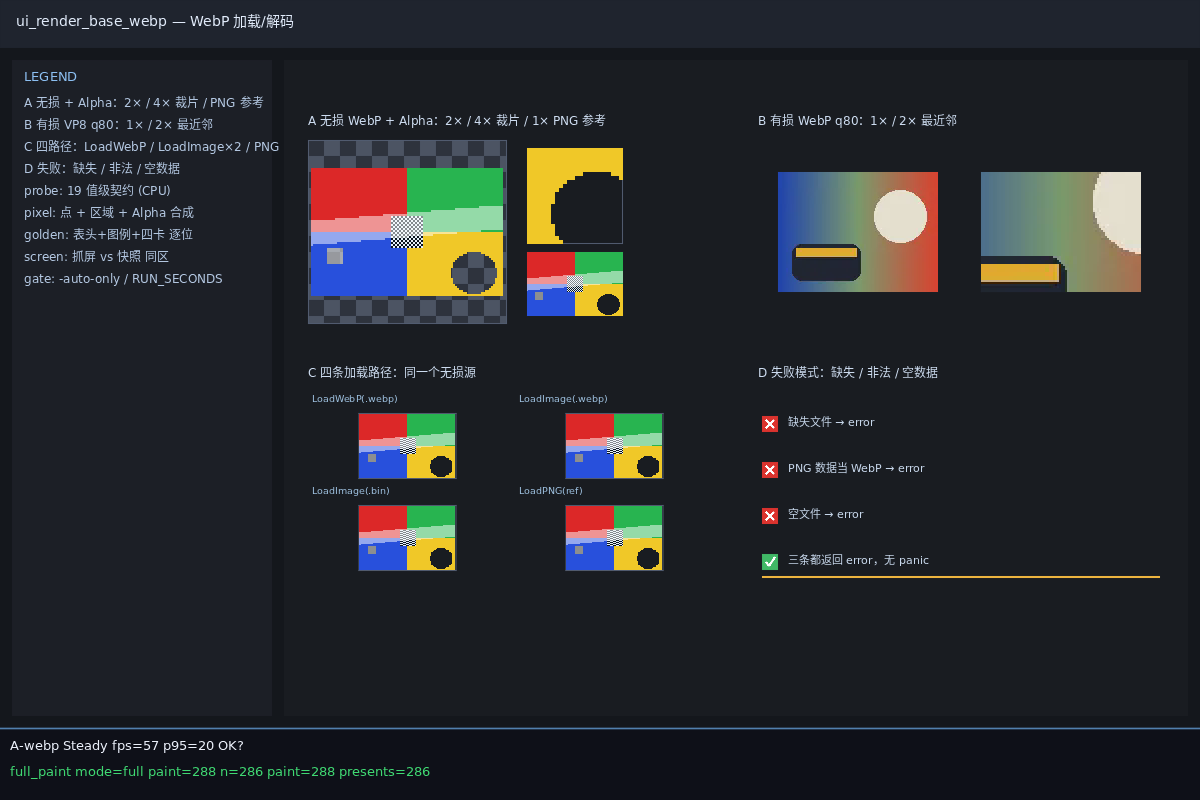 ui_render_base_webp — WebP 加载/解码
LEGEND
A 无损 + Alpha：2× / 4× 裁片 / PNG 参考
B 有损 VP8 q80：1× / 2× 最近邻
C 四路径：LoadWebP / LoadImage×2 / PNG
D 失败：缺失 / 非法 / 空数据
probe: 19 值级契约 (CPU)
pixel: 点 + 区域 + Alpha 合成
golden: 表头+图例+四卡 逐位
screen: 抓屏 vs 快照 同区
gate: -auto-only / RUN_SECONDS
A 无损 WebP + Alpha：2× / 4× 裁片 / 1× PNG 参考
B 有损 WebP q80：1× / 2× 最近邻
C 四条加载路径：同一个无损源
LoadWebP(.webp)
LoadImage(.webp)
LoadImage(.bin)
LoadPNG(ref)
D 失败模式：缺失 / 非法 / 空数据
缺失文件 → error
PNG 数据当 WebP → error
空文件 → error
三条都返回 error，无 panic
A-webp Steady fps=57 p95=20 OK?
full_paint mode=full paint=288 n=286 paint=288 presents=286